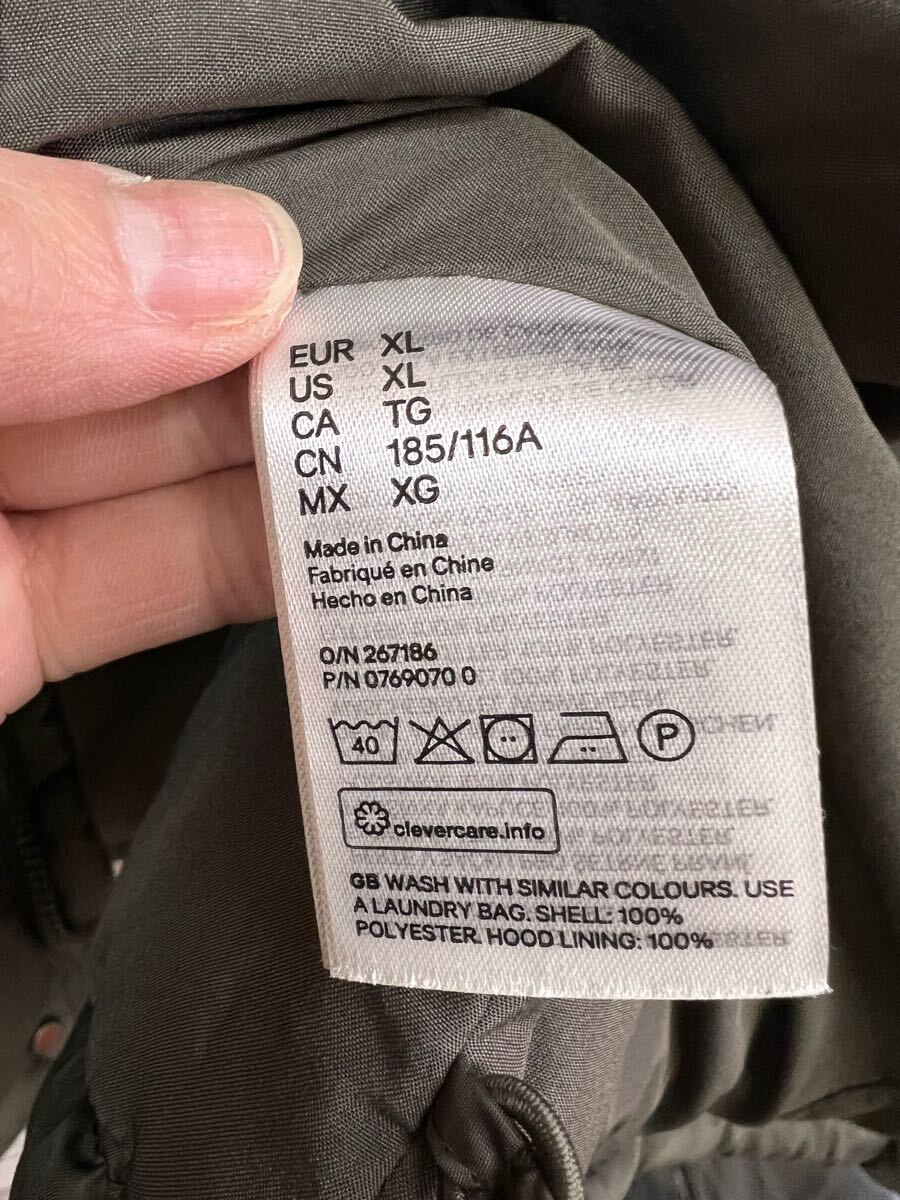 EUR XL
US XL
CA TG
CN 185/116A
MX XG
Made in China
Fabriqué en Chine
Hecho en China
O/N 267186
P/N 0769070 0
40 P
clevercare.info
GB WASH WITH SIMILAR COLOURS. USE
A LAUNDRY BAG. SHELL: 100%
POLYESTER. HOOD LINING: 100%